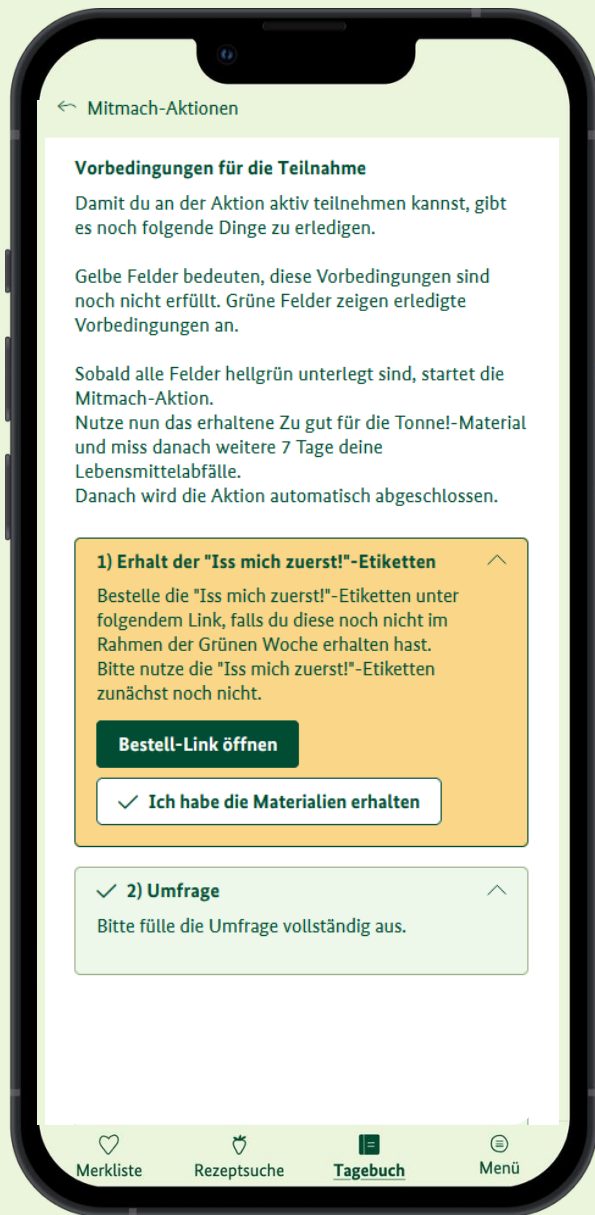 Mitmach-Aktionen
Vorbedingungen für die Teilnahme
Damit du an der Aktion aktiv teilnehmen kannst, gibt
es noch folgende Dinge zu erledigen.
Gelbe Felder bedeuten, diese Vorbedingungen sind
noch nicht erfüllt. Grüne Felder zeigen erledigte
Vorbedingungen an.
Sobald alle Felder hellgrün unterlegt sind, startet die
Mitmach-Aktion.
Nutze nun das erhaltene Zu gut für die Tonne!-Material
und miss danach weitere 7 Tage deine
Lebensmittelabfälle.
Danach wird die Aktion automatisch abgeschlossen.
1) Erhalt der "Iss mich zuerst!"-Etiketten
Bestelle die "Iss mich zuerst!"-Etiketten unter
folgendem Link, falls du diese noch nicht im
Rahmen der Grünen Woche erhalten hast.
Bitte nutze die "Iss mich zuerst!"-Etiketten
zunächst noch nicht.
Bestell-Link öffnen
Ich habe die Materialien erhalten
2) Umfrage
Bitte fülle die Umfrage vollständig aus.
Merkliste Rezeptsuche Tagebuch Menü